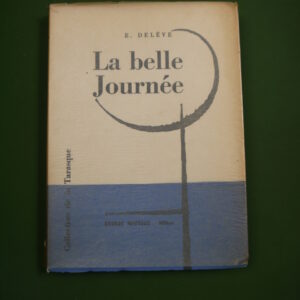 E. DELÈVE
La belle
Journée
Collection de la Tarasque